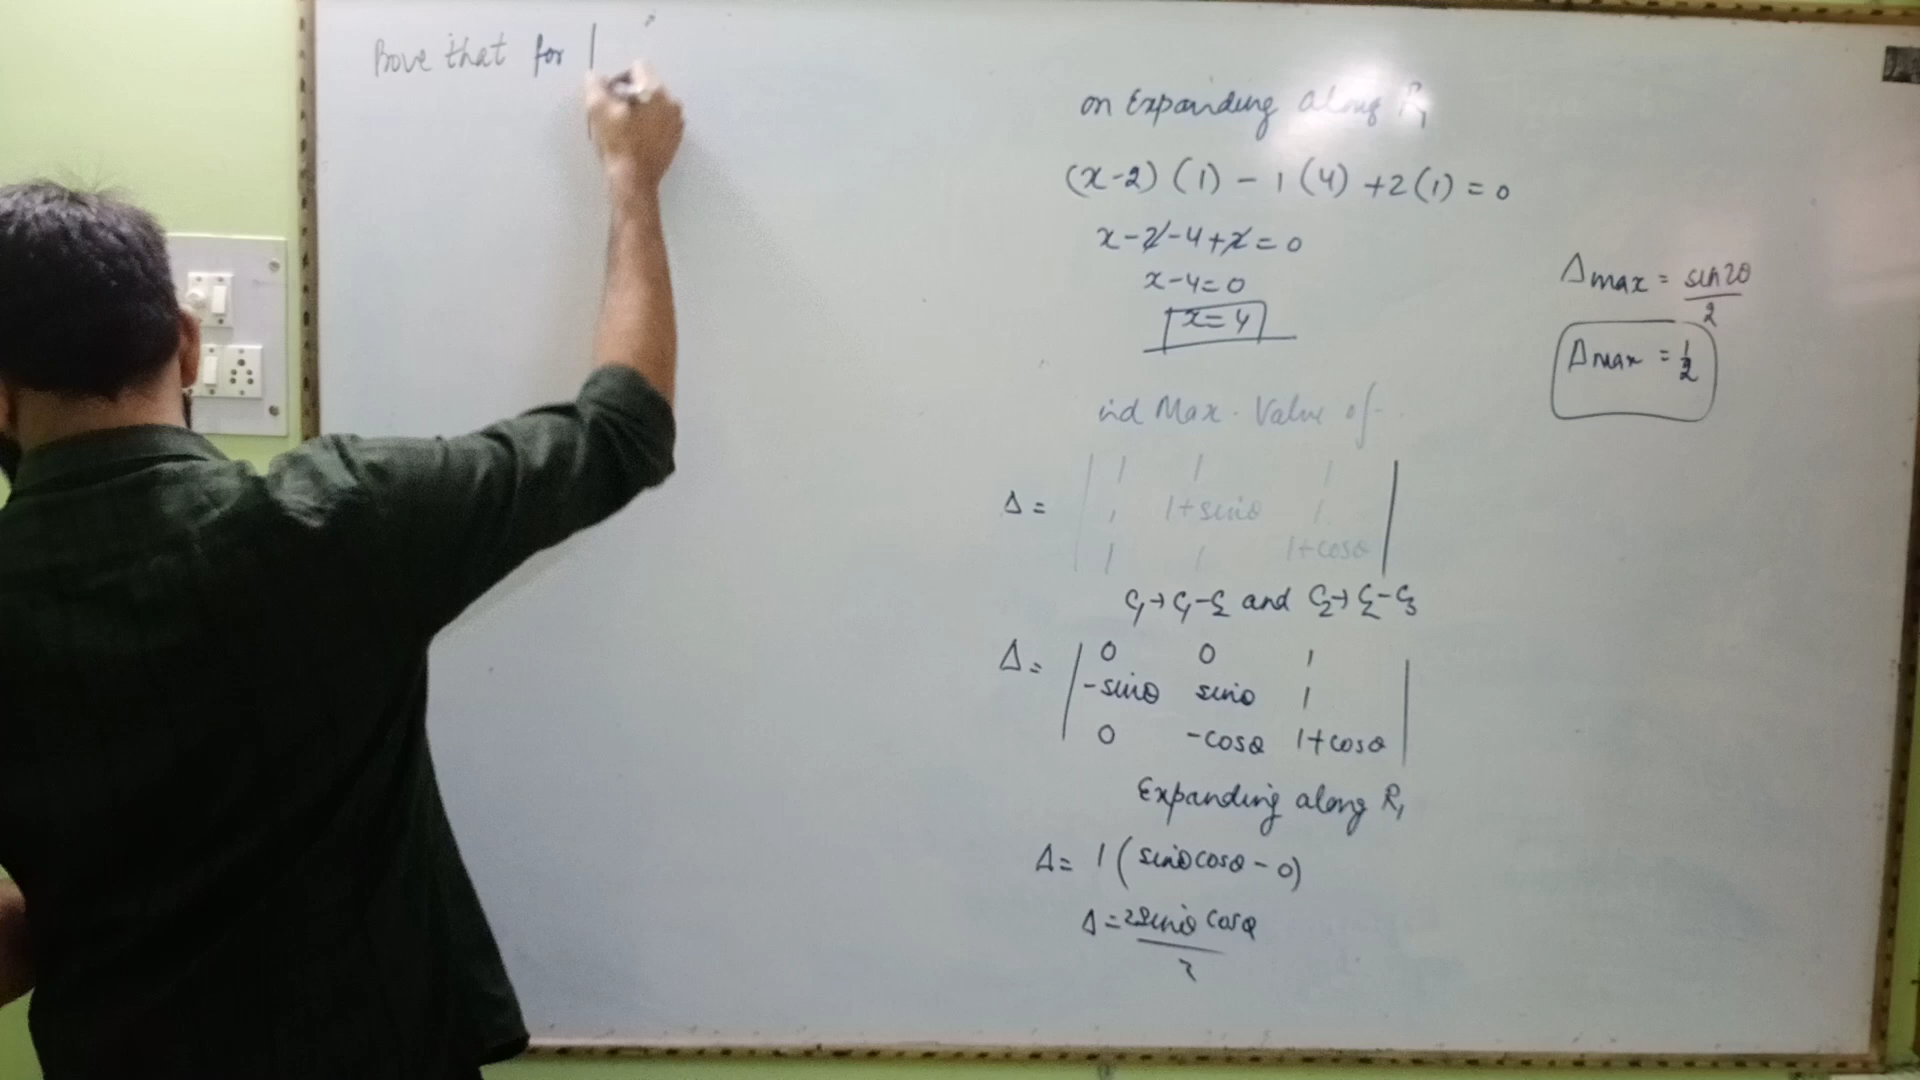 Prove that for |
on Expanding along R₁
(x-2) (1) - 1 (4) + 2 (1) = 0
x - 2 - 4 + 2 = 0
x - 4 = 0
x = 4
ind Max. Value of
Δ = | 1 1 1 |
| 1 1+sinθ 1 |
| 1 1 1+cosθ |
C₁→C₁-C₂ and C₂→C₂-C₃
Δ = | 0 0 1 |
| -sinθ sinθ 1 |
| 0 -cosθ 1+cosθ |
Expanding along R₁
Δ = 1 (sinθcosθ - 0)
Δ = 2sinθ cosθ
2
Δmax = sin2θ
2
Δmax = 1/2